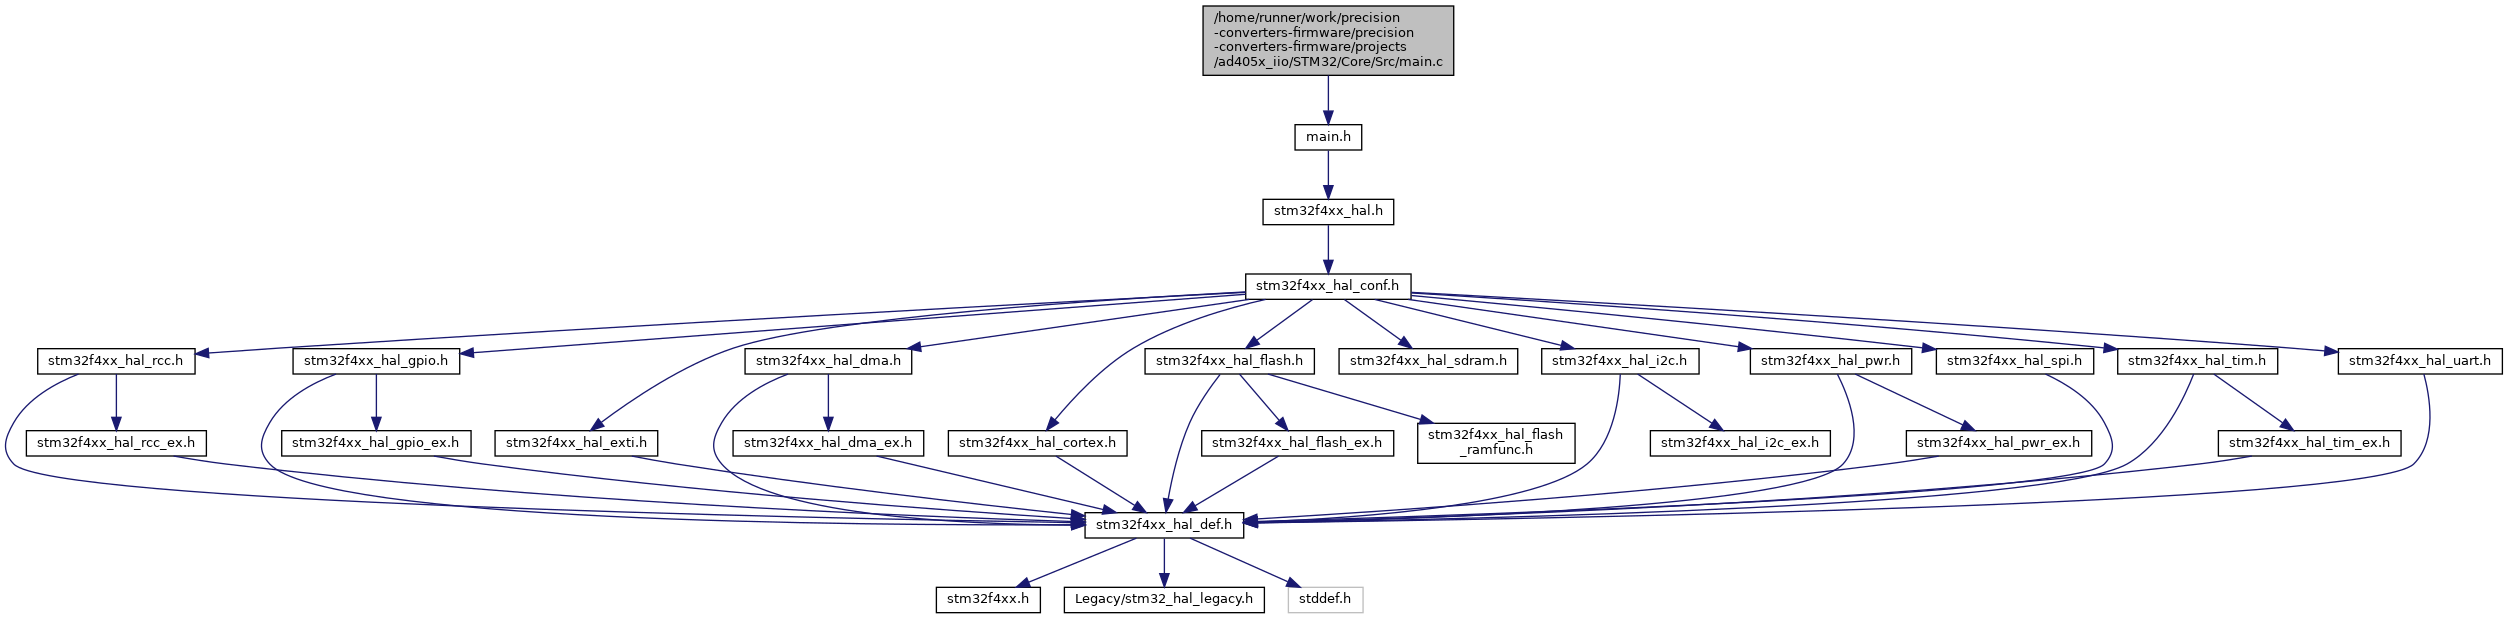 /home/runner/work/precision
-converters-firmware/precision
-converters-firmware/projects
/ad405x_iio/STM32/Core/Src/main.c
main.h
stm32f4xx_hal.h
stm32f4xx_hal_conf.h
stm32f4xx_hal_rcc.h
stm32f4xx_hal_gpio.h
stm32f4xx_hal_dma.h
stm32f4xx_hal_flash.h
stm32f4xx_hal_sdram.h
stm32f4xx_hal_i2c.h
stm32f4xx_hal_pwr.h
stm32f4xx_hal_spi.h
stm32f4xx_hal_tim.h
stm32f4xx_hal_uart.h
stm32f4xx_hal_rcc_ex.h
stm32f4xx_hal_gpio_ex.h
stm32f4xx_hal_exti.h
stm32f4xx_hal_dma_ex.h
stm32f4xx_hal_cortex.h
stm32f4xx_hal_flash_ex.h
stm32f4xx_hal_flash
_ramfunc.h
stm32f4xx_hal_i2c_ex.h
stm32f4xx_hal_pwr_ex.h
stm32f4xx_hal_tim_ex.h
stm32f4xx_hal_def.h
stm32f4xx.h
Legacy/stm32_hal_legacy.h
stddef.h